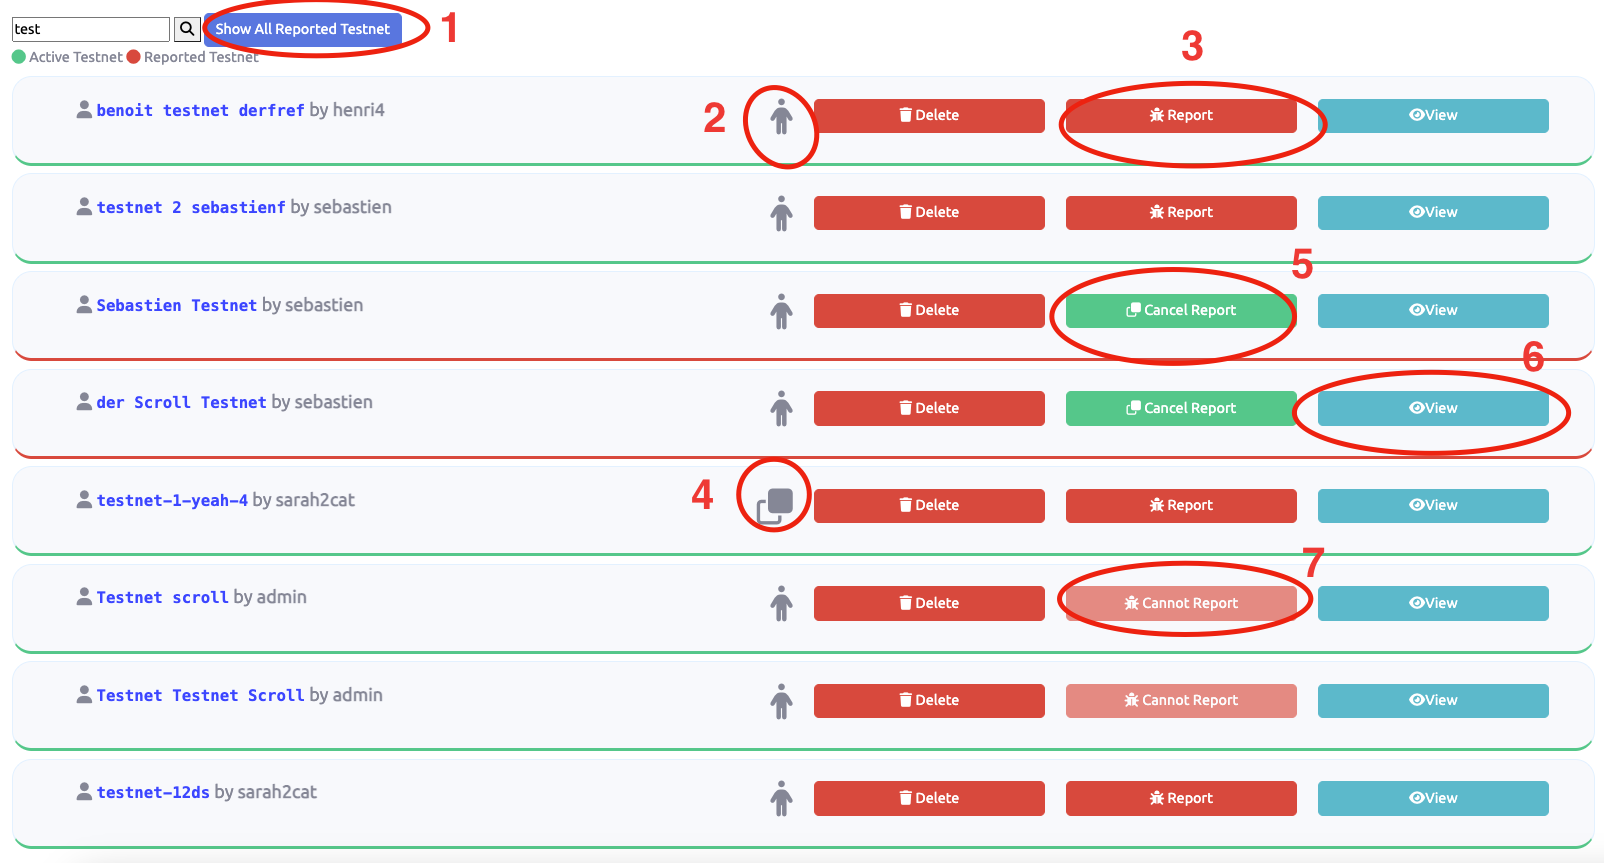 test Show All Reported Testnet 1
Active Testnet Reported Testnet
3
benoit testnet derfref by henri4 2 Delete Report View
testnet 2 sebastienf by sebastien Delete Report View
5
Sebastien Testnet by sebastien Delete Cancel Report View
6
der Scroll Testnet by sebastien Delete Cancel Report View
testnet-1-yeah-4 by sarah2cat 4 Delete Report View
7
Testnet scroll by admin Delete Cannot Report View
Testnet Testnet Scroll by admin Delete Cannot Report View
testnet-12ds by sarah2cat Delete Report View